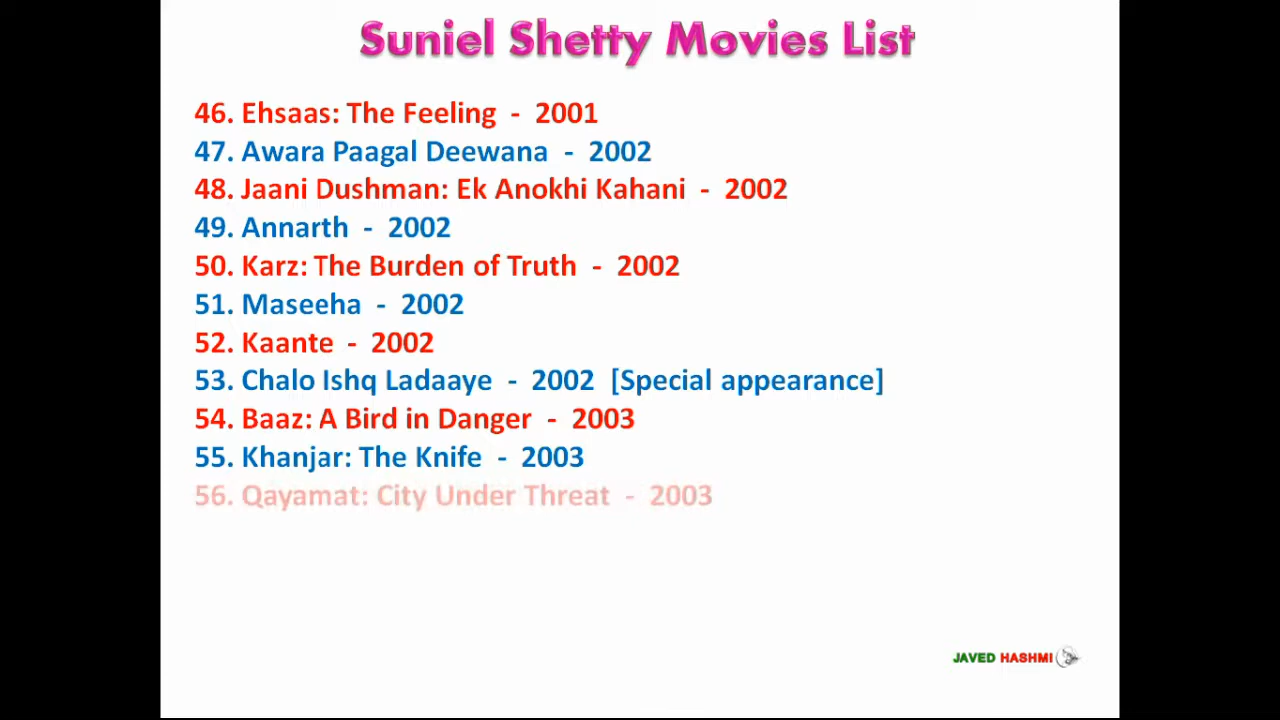 Suniel Shetty Movies List
46. Ehsaas: The Feeling - 2001
47. Awara Paagal Deewana - 2002
48. Jaani Dushman: Ek Anokhi Kahani - 2002
49. Annarth - 2002
50. Karz: The Burden of Truth - 2002
51. Maseeha - 2002
52. Kaante - 2002
53. Chalo Ishq Ladaaye - 2002 [Special appearance]
54. Baaz: A Bird in Danger - 2003
55. Khanjar: The Knife - 2003
56. Qayamat: City Under Threat - 2003
JAVED HASHMI